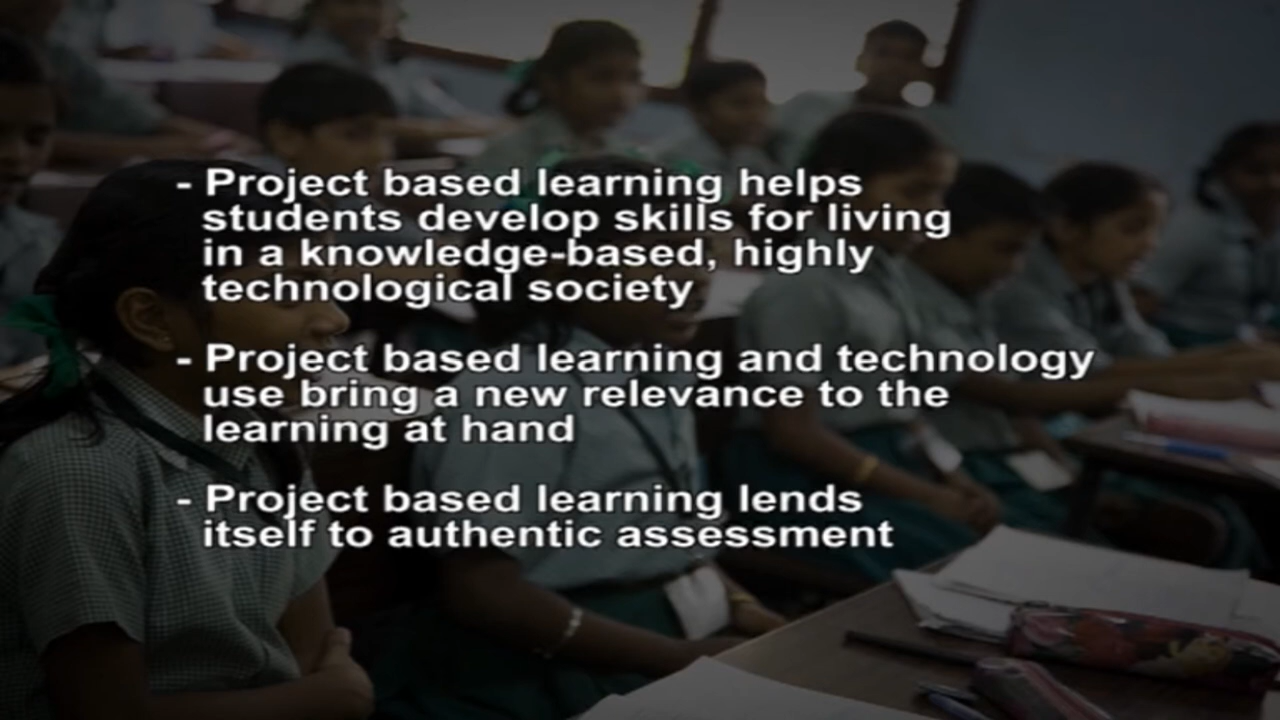 - Project based learning helps
students develop skills for living
in a knowledge-based, highly
technological society
- Project based learning and technology
use bring a new relevance to the
learning at hand
- Project based learning lends
itself to authentic assessment